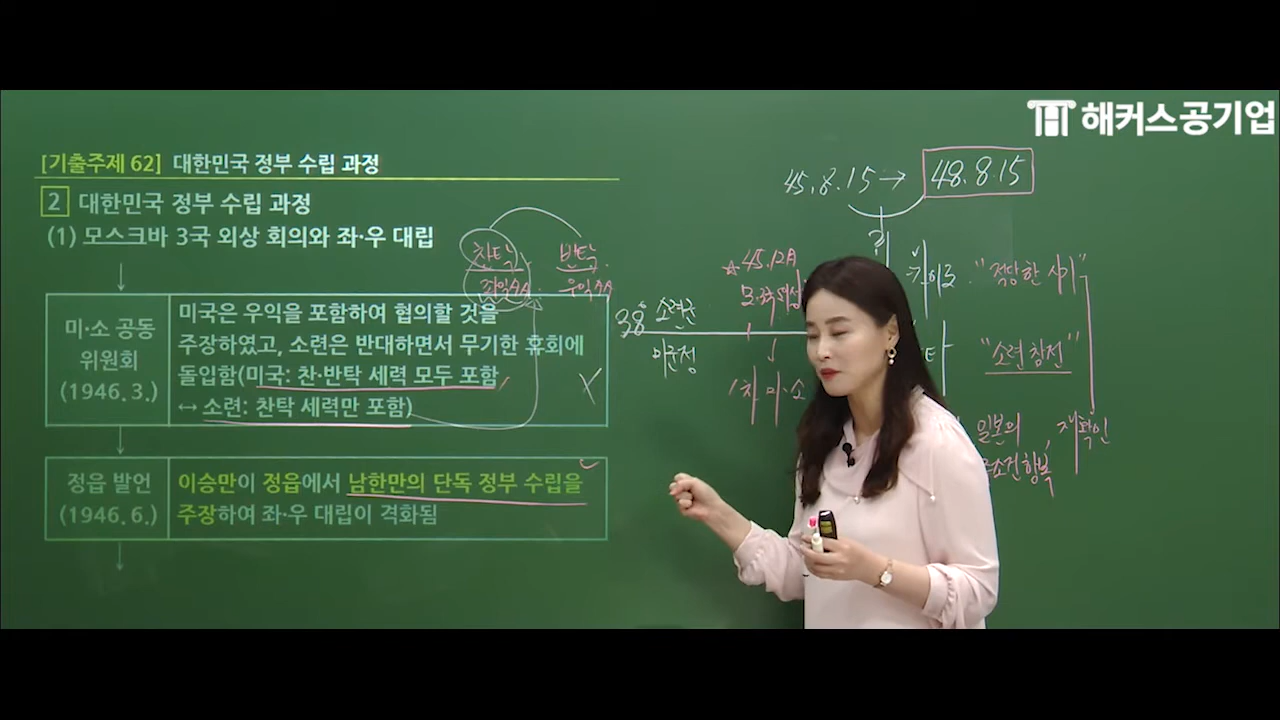 해커스공기업
[기출주제 62] 대한민국 정부 수립 과정
2 대한민국 정부 수립 과정
(1) 모스크바 3국 외상 회의와 좌·우 대립
미·소 공동
위원회
(1946. 3.)
미국은 우익을 포함하여 협의할 것을
주장하였고, 소련은 반대하면서 무기한 휴회에
돌입함(미국: 찬·반탁 세력 모두 포함
↔ 소련: 찬탁 세력만 포함)
정읍 발언
(1946. 6.)
이승만이 정읍에서 남한만의 단독 정부 수립을
주장하여 좌·우 대립이 격화됨
찬탁 반탁
좌익 우익
45.8.15 → 48.8.15
?
45.12月
38° 소련군
미군정
1차 미·소
카이로 "적당한 시기"
"소련 참전"
일본의
무조건 항복
재확인